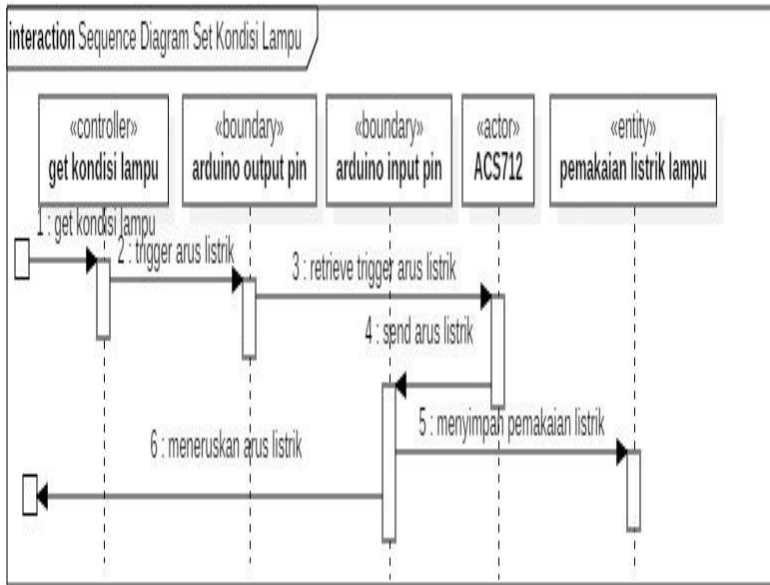 interaction Sequence Diagram Set Kondisi Lampu
«controller»
get kondisi lampu
«boundary»
arduino output pin
«boundary»
arduino input pin
«actor»
ACS712
«entity»
pemakaian listrik lampu
1 : get kondisi lampu
2 : trigger arus listrik
3 : retrieve trigger arus listrik
4 : send arus listrik
5 : menyimpan pemakaian listrik
6 : meneruskan arus listrik